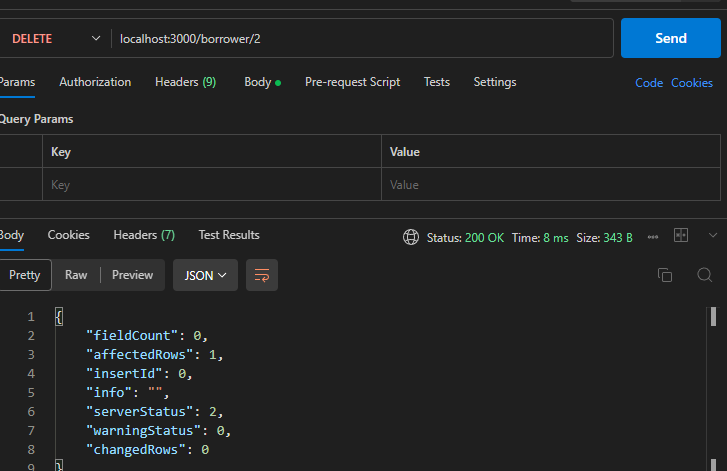 DELETE localhost:3000/borrower/2 Send
Params Authorization Headers (9) Body Pre-request Script Tests Settings Code Cookies
Query Params
Key Value
Key Value
Body Cookies Headers (7) Test Results Status: 200 OK Time: 8 ms Size: 343 B
Pretty Raw Preview JSON
1 {
2 "fieldCount": 0,
3 "affectedRows": 1,
4 "insertId": 0,
5 "info": "",
6 "serverStatus": 2,
7 "warningStatus": 0,
8 "changedRows": 0
9 }